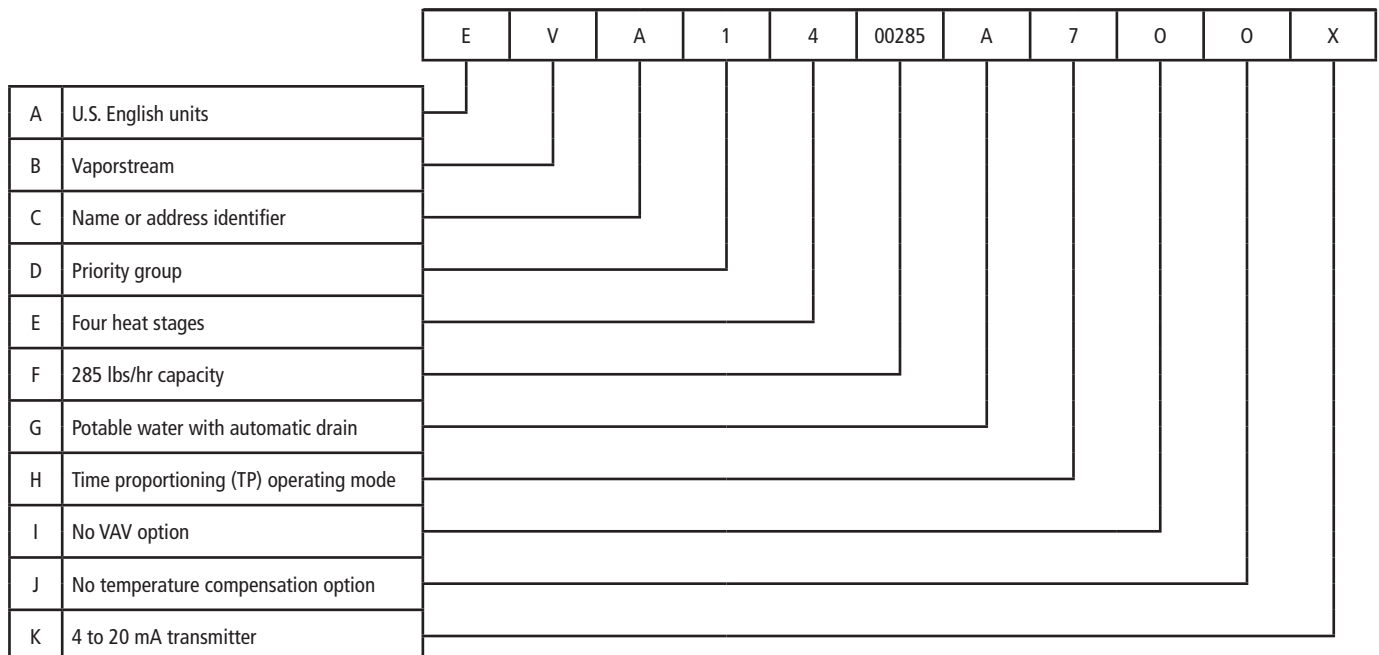 E V A 1 4 00285 A 7 O O X
A U.S. English units
B Vaporstream
C Name or address identifier
D Priority group
E Four heat stages
F 285 lbs/hr capacity
G Potable water with automatic drain
H Time proportioning (TP) operating mode
I No VAV option
J No temperature compensation option
K 4 to 20 mA transmitter